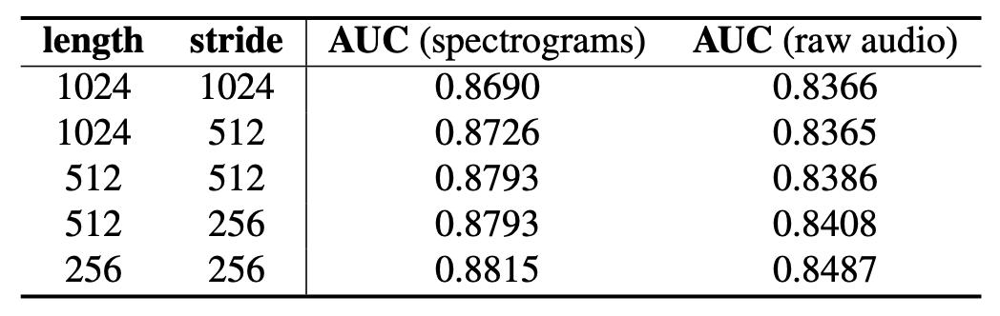 length stride AUC (spectrograms) AUC (raw audio)
1024 1024 0.8690 0.8366
1024 512 0.8726 0.8365
512 512 0.8793 0.8386
512 256 0.8793 0.8408
256 256 0.8815 0.8487